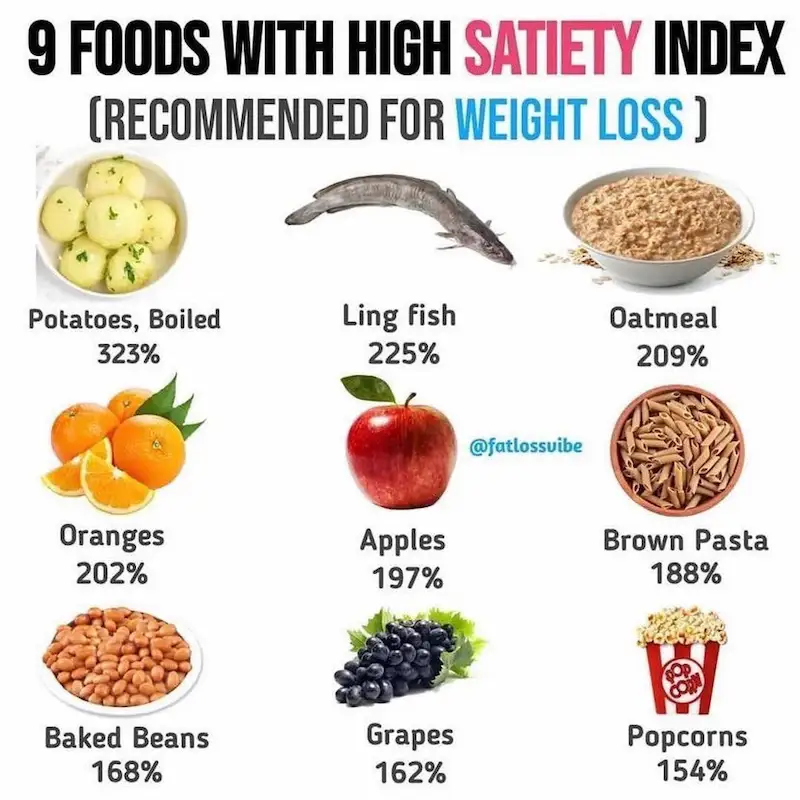 9 FOODS WITH HIGH SATIETY INDEX
(RECOMMENDED FOR WEIGHT LOSS )
Potatoes, Boiled
323%
Ling fish
225%
Oatmeal
209%
Oranges
202%
Apples
197%
@fatlossvibe
Brown Pasta
188%
Baked Beans
168%
Grapes
162%
POP
CORN
Popcorns
154%